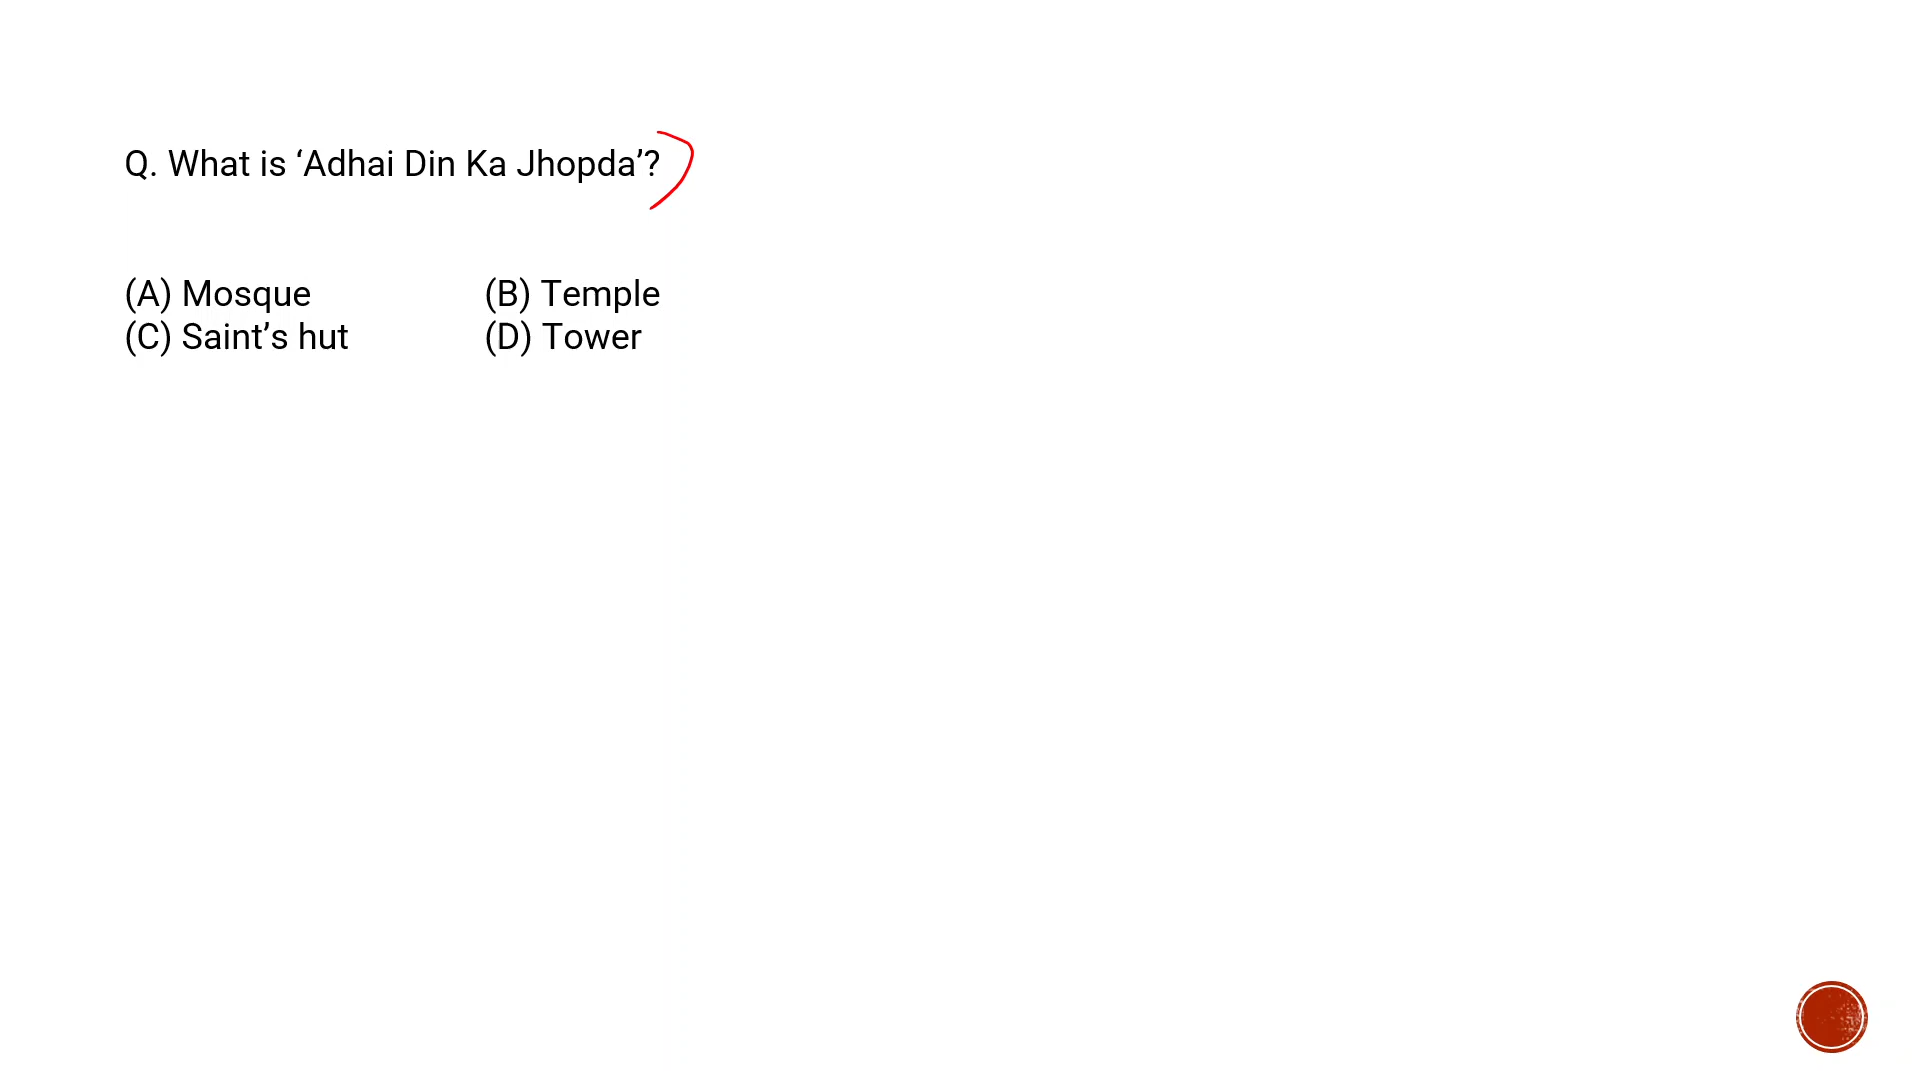 Q. What is ‘Adhai Din Ka Jhopda’?
(A) Mosque (B) Temple
(C) Saint’s hut (D) Tower